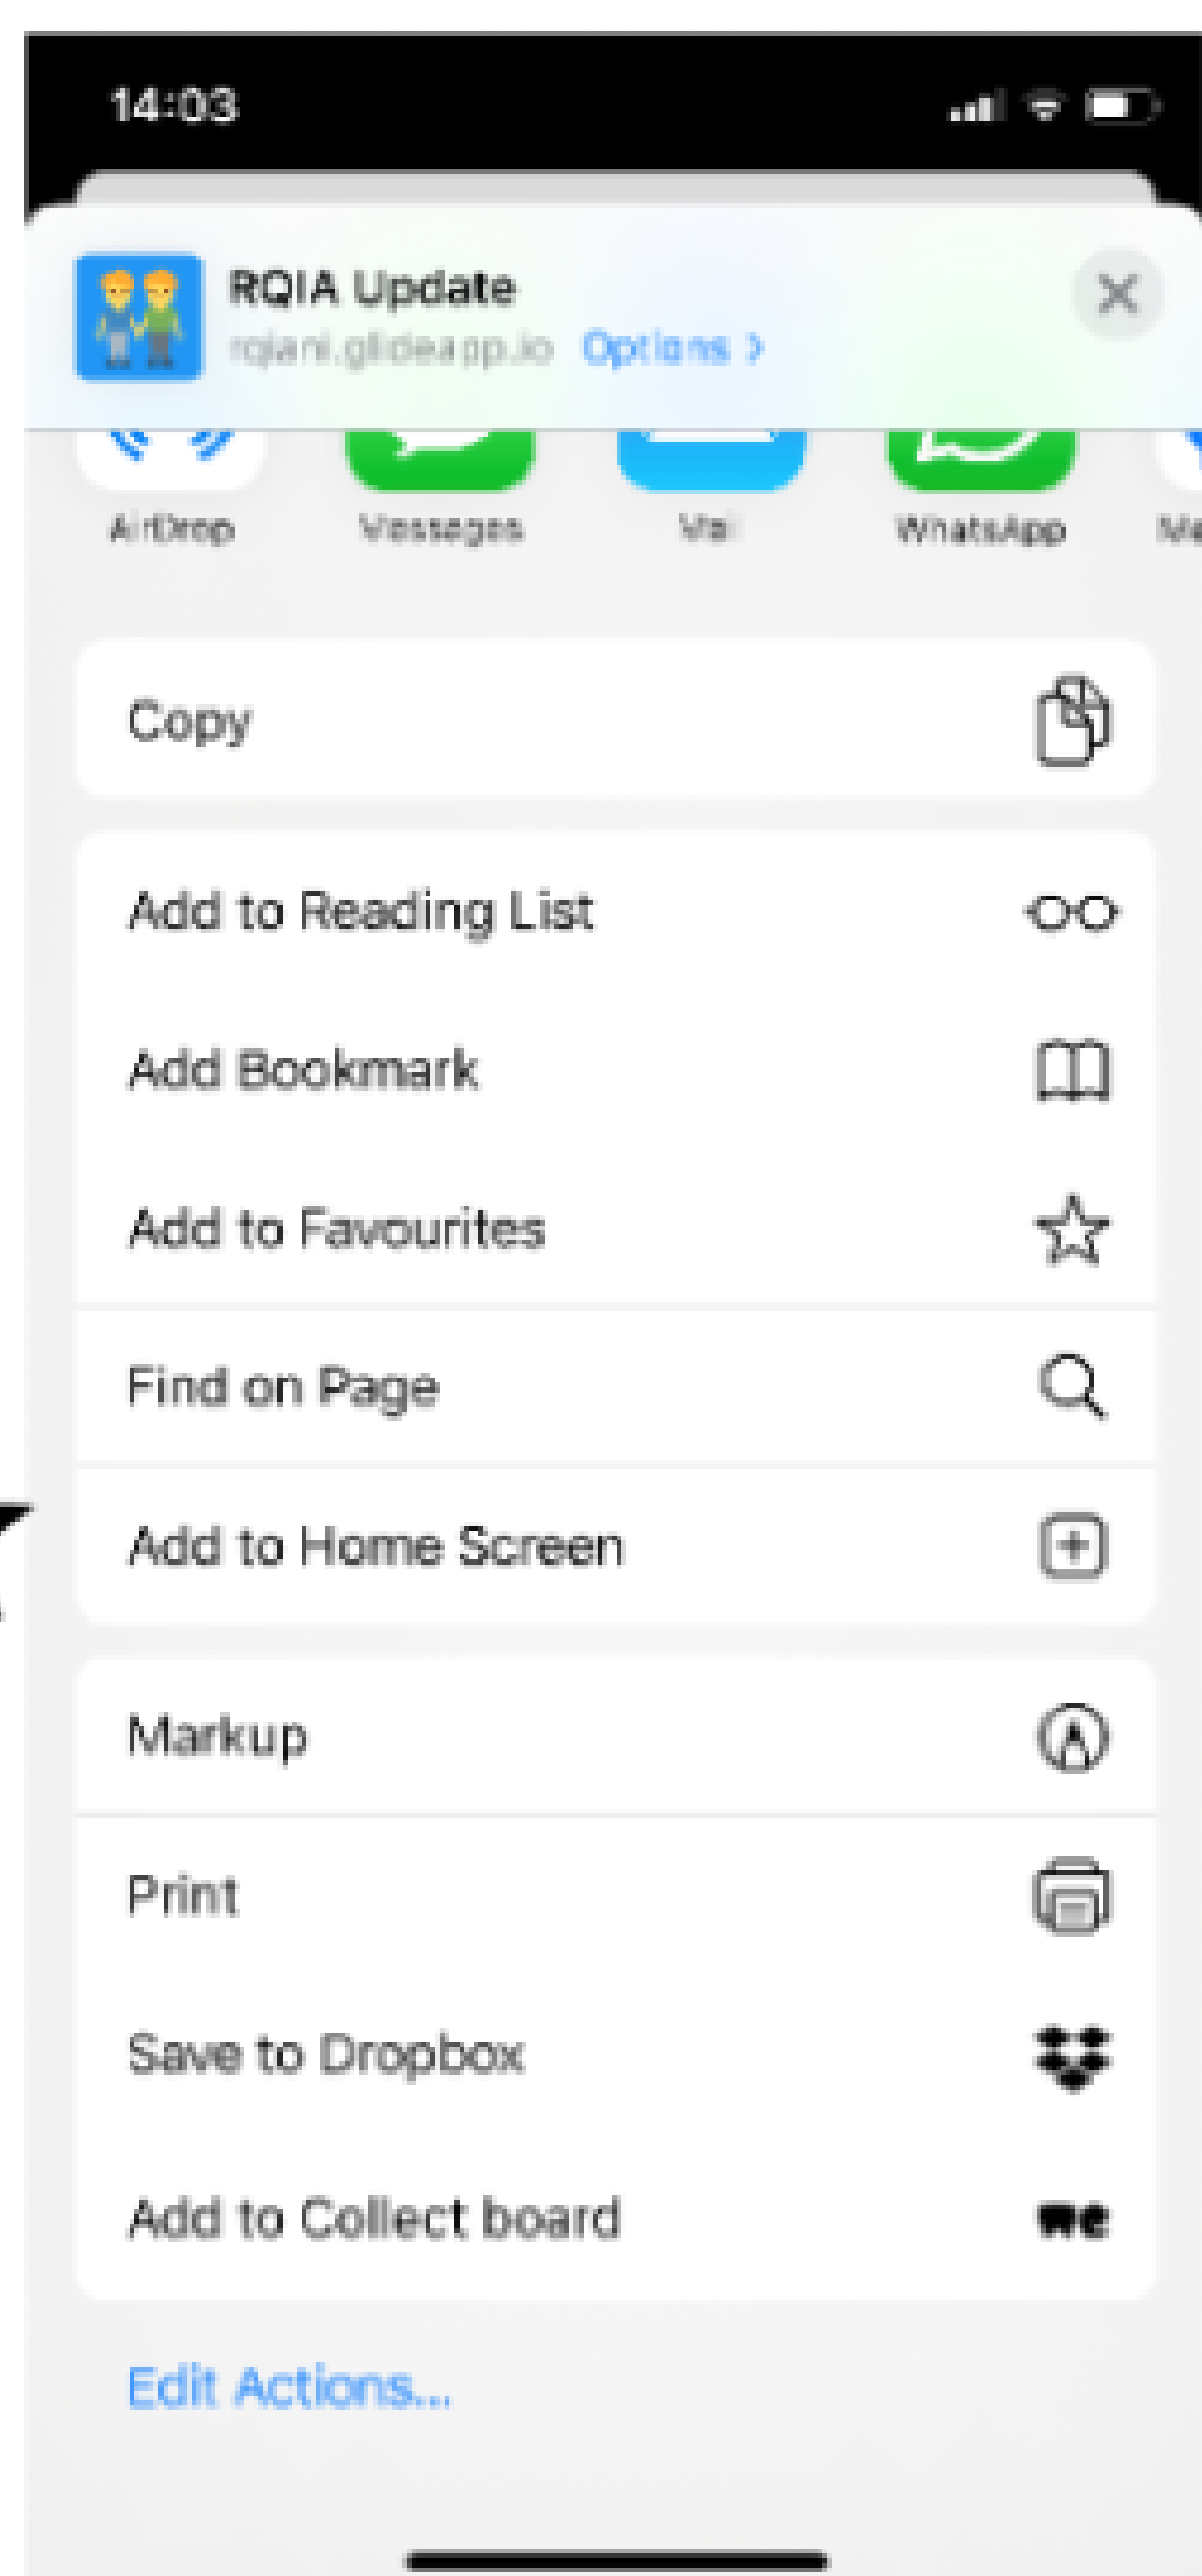 14:03
RQIA Update
rqiani.glideapp.io Options >
AirDrop Messages Mail WhatsApp
Copy
Add to Reading List
Add Bookmark
Add to Favourites
Find on Page
Add to Home Screen
Markup
Print
Save to Dropbox
Add to Collect board
Edit Actions...